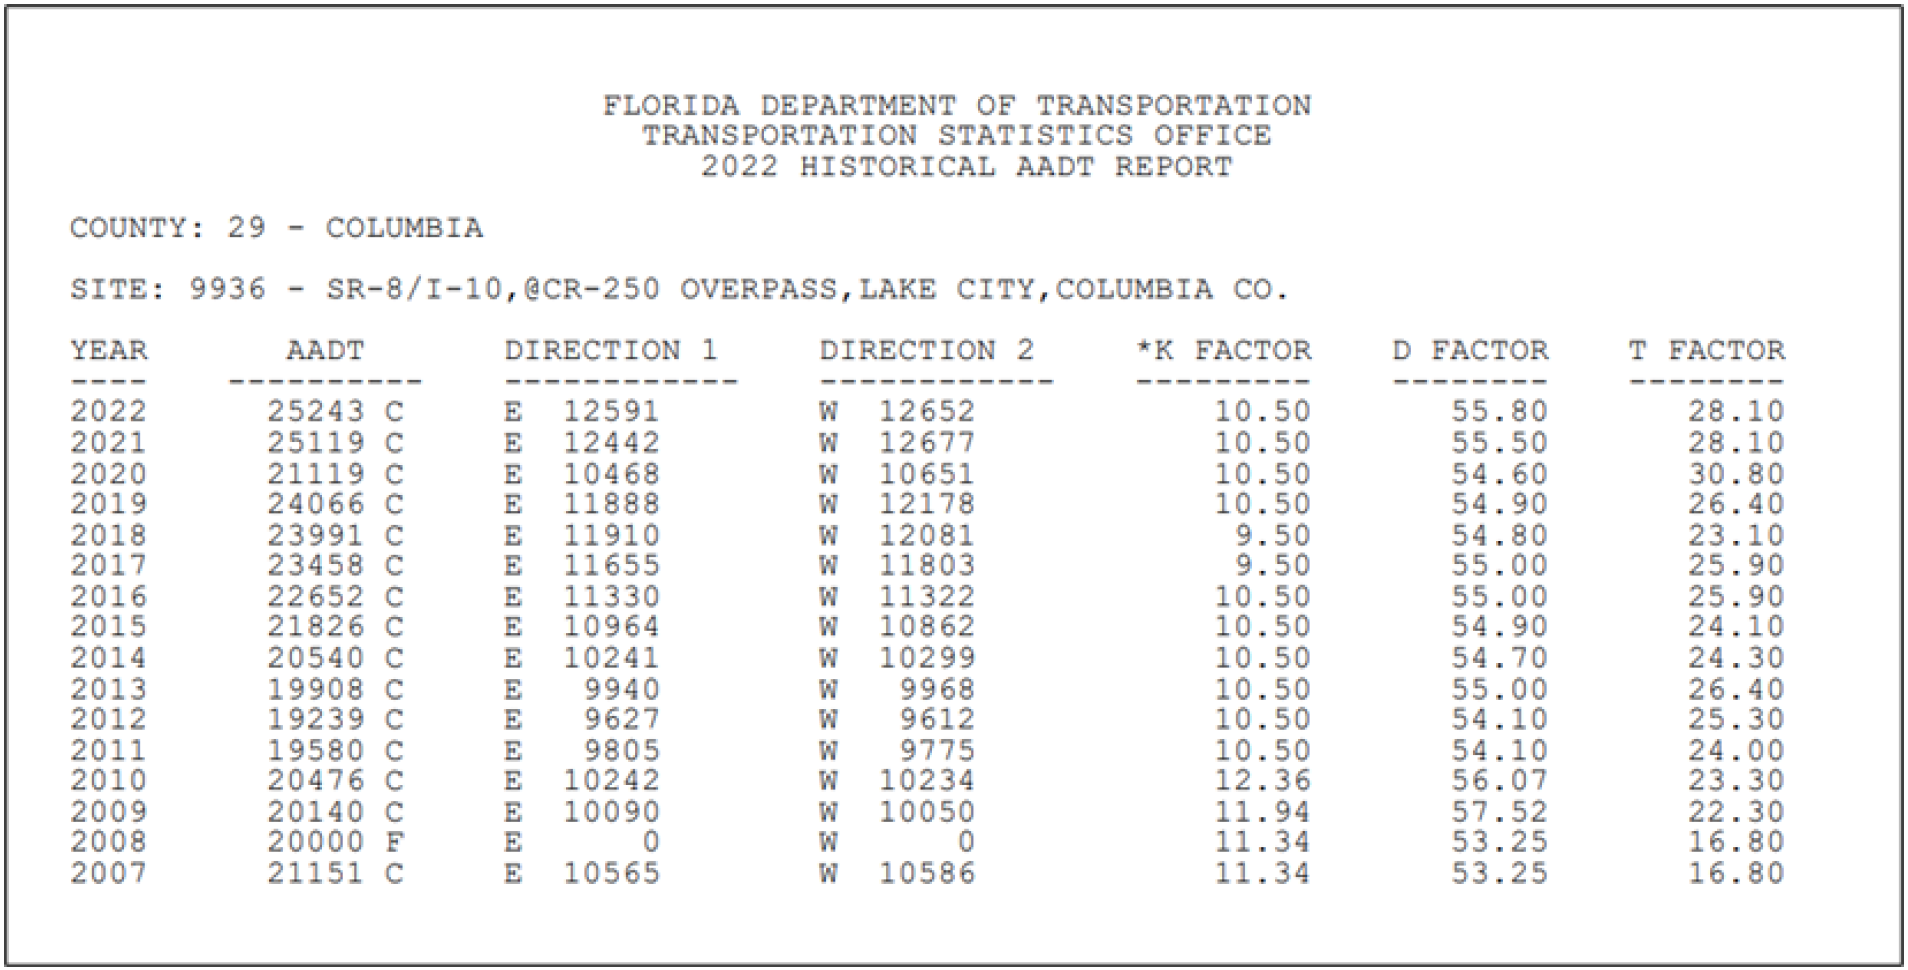 FLORIDA DEPARTMENT OF TRANSPORTATION
TRANSPORTATION STATISTICS OFFICE
2022 HISTORICAL AADT REPORT
COUNTY: 29 - COLUMBIA
SITE: 9936 - SR-8/I-10,@CR-250 OVERPASS,LAKE CITY,COLUMBIA CO.
YEAR AADT DIRECTION 1 DIRECTION 2 *K FACTOR D FACTOR T FACTOR
---- ---------- ------------ ------------ --------- -------- --------
2022 25243 C E 12591 W 12652 10.50 55.80 28.10
2021 25119 C E 12442 W 12677 10.50 55.50 28.10
2020 21119 C E 10468 W 10651 10.50 54.60 30.80
2019 24066 C E 11888 W 12178 10.50 54.90 26.40
2018 23991 C E 11910 W 12081 9.50 54.80 23.10
2017 23458 C E 11655 W 11803 9.50 55.00 25.90
2016 22652 C E 11330 W 11322 10.50 55.00 25.90
2015 21826 C E 10964 W 10862 10.50 54.90 24.10
2014 20540 C E 10241 W 10299 10.50 54.70 24.30
2013 19908 C E 9940 W 9968 10.50 55.00 26.40
2012 19239 C E 9627 W 9612 10.50 54.10 25.30
2011 19580 C E 9805 W 9775 10.50 54.10 24.00
2010 20476 C E 10242 W 10234 12.36 56.07 23.30
2009 20140 C E 10090 W 10050 11.94 57.52 22.30
2008 20000 F E 0 W 0 11.34 53.25 16.80
2007 21151 C E 10565 W 10586 11.34 53.25 16.80